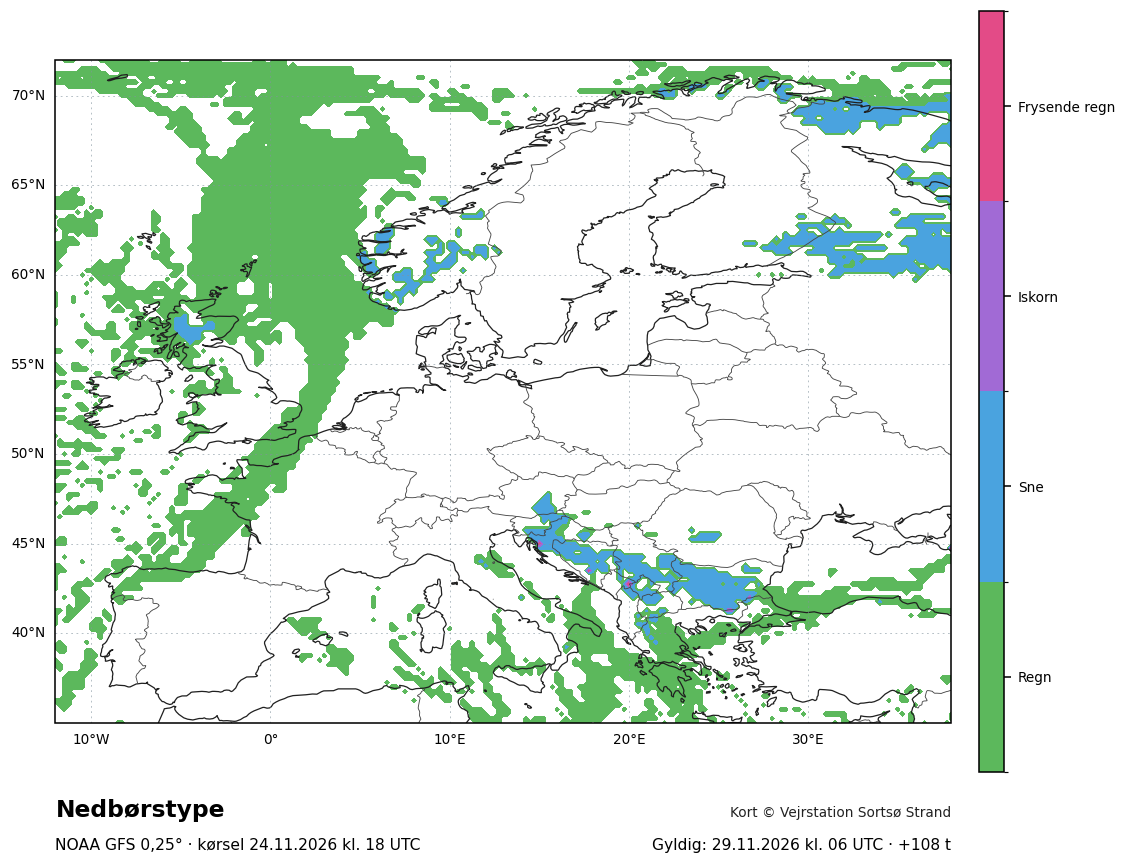 70°N
65°N
60°N
55°N
50°N
45°N
40°N
10°W
0°
10°E
20°E
30°E
Frysende regn
Iskorn
Sne
Regn
Nedbørstype
Kort © Vejrstation Sortsø Strand
NOAA GFS 0,25° · kørsel 24.11.2026 kl. 18 UTC
Gyldig: 29.11.2026 kl. 06 UTC · +108 t